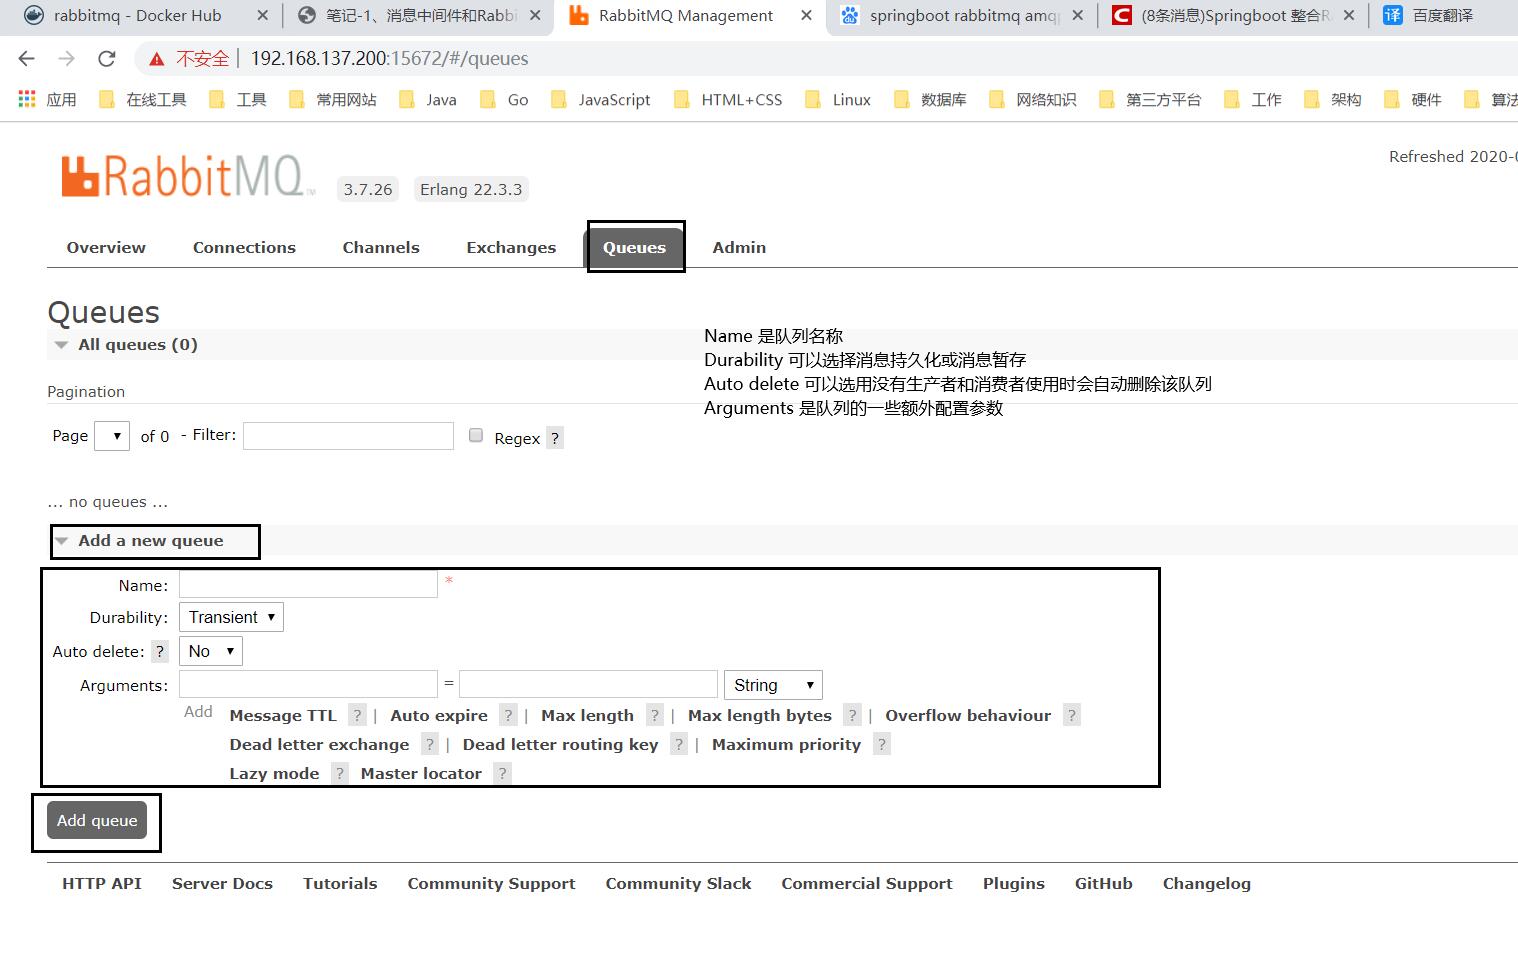 rabbitmq - Docker Hub
笔记-1、消息中间件和Rabbi
RabbitMQ Management
springboot rabbitmq amq
(8条消息)Springboot 整合R
百度翻译
不安全 | 192.168.137.200:15672/#/queues
应用 在线工具 工具 常用网站 Java Go JavaScript HTML+CSS Linux 数据库 网络知识 第三方平台 工作 架构 硬件 算法
Refreshed 2020-0
RabbitMQ TM 3.7.26 Erlang 22.3.3
Overview Connections Channels Exchanges Queues Admin
Queues
All queues (0)
Name 是队列名称
Durability 可以选择消息持久化或消息暂存
Auto delete 可以选用没有生产者和消费者使用时会自动删除该队列
Arguments 是队列的一些额外配置参数
Pagination
Page of 0 - Filter: Regex ?
... no queues ...
Add a new queue
Name: *
Durability: Transient
Auto delete: ? No
Arguments: = String
Add Message TTL ? | Auto expire ? | Max length ? | Max length bytes ? | Overflow behaviour ?
Dead letter exchange ? | Dead letter routing key ? | Maximum priority ?
Lazy mode ? Master locator ?
Add queue
HTTP API Server Docs Tutorials Community Support Community Slack Commercial Support Plugins GitHub Changelog